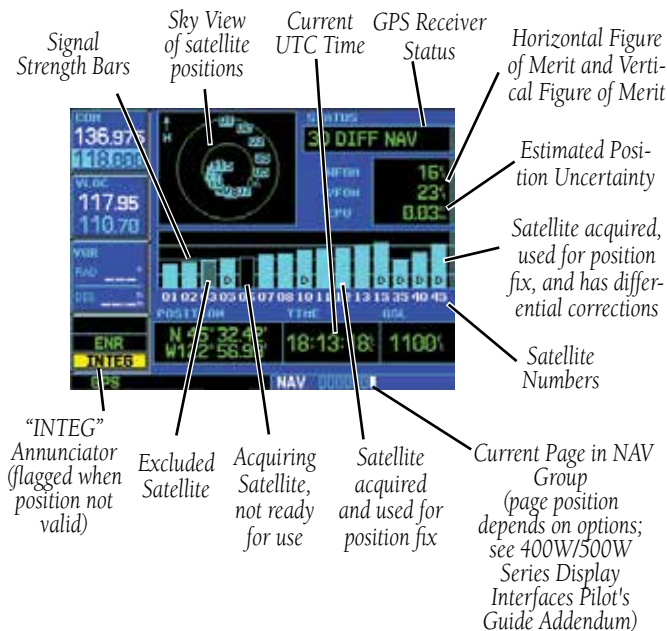 Signal
Strength Bars
Sky View
of satellite
positions
Current
UTC Time
GPS Receiver
Status
Horizontal Figure
of Merit and Verti-
cal Figure of Merit
Estimated Posi-
tion Uncertainty
Satellite acquired,
used for position
fix, and has differ-
ential corrections
Satellite
Numbers
COM
136.975
118.000
VLOC
117.95
110.70
VOR
RAD
DIS
ENR
INTEG
GPS
STATUS
3D DIFF NAV
HFOM 16
VFOM 23
EPU 0.03
POSITION TIME GSL
18:13:18 1100
NAV
"INTEG"
Annunciator
(flagged when
position not
valid)
Excluded
Satellite
Acquiring
Satellite,
not ready
for use
Satellite
acquired
and used for
position fix
Current Page in NAV
Group
(page position
depends on options;
see 400W/500W
Series Display
Interfaces Pilot's
Guide Addendum)